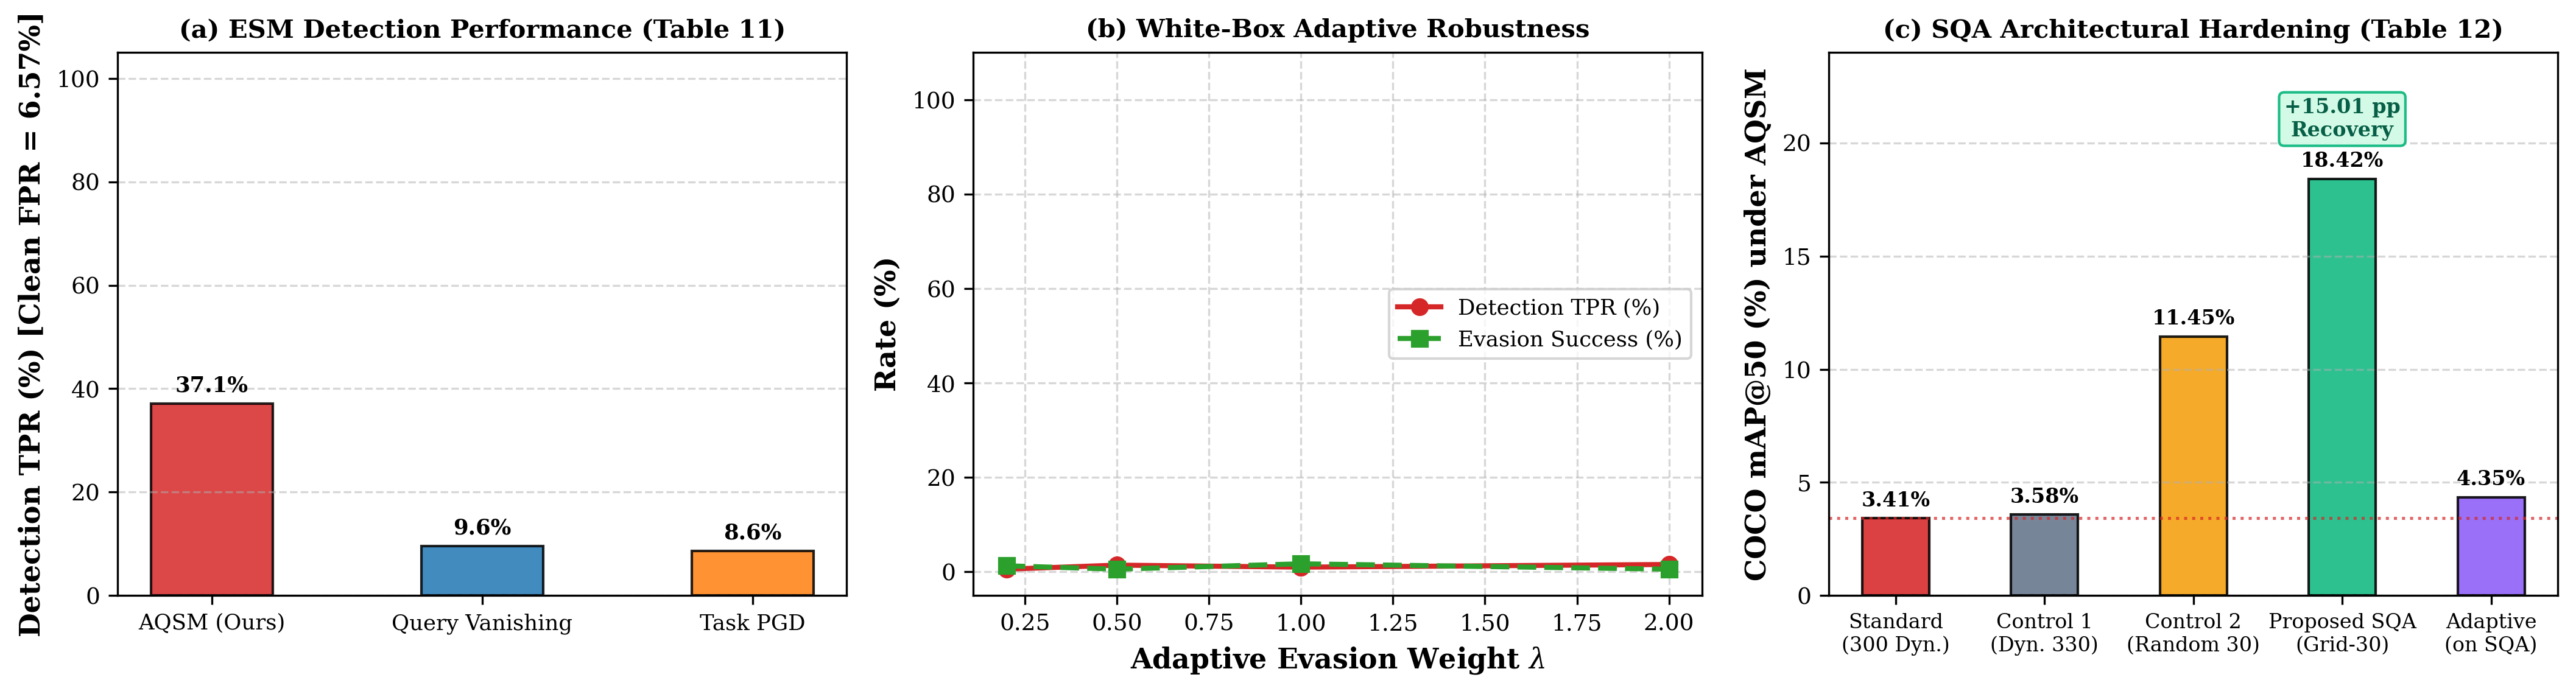 (a) ESM Detection Performance (Table 11)
Detection TPR (%) [Clean FPR = 6.57%]
100
80
60
40
20
0
37.1%
9.6%
8.6%
AQSM (Ours)
Query Vanishing
Task PGD
(b) White-Box Adaptive Robustness
Rate (%)
100
80
60
40
20
0
Detection TPR (%)
Evasion Success (%)
0.25 0.50 0.75 1.00 1.25 1.50 1.75 2.00
Adaptive Evasion Weight λ
(c) SQA Architectural Hardening (Table 12)
COCO mAP@50 (%) under AQSM
20
15
10
5
0
+15.01 pp
Recovery
18.42%
11.45%
3.41%
3.58%
4.35%
Standard
(300 Dyn.)
Control 1
(Dyn. 330)
Control 2
(Random 30)
Proposed SQA
(Grid-30)
Adaptive
(on SQA)